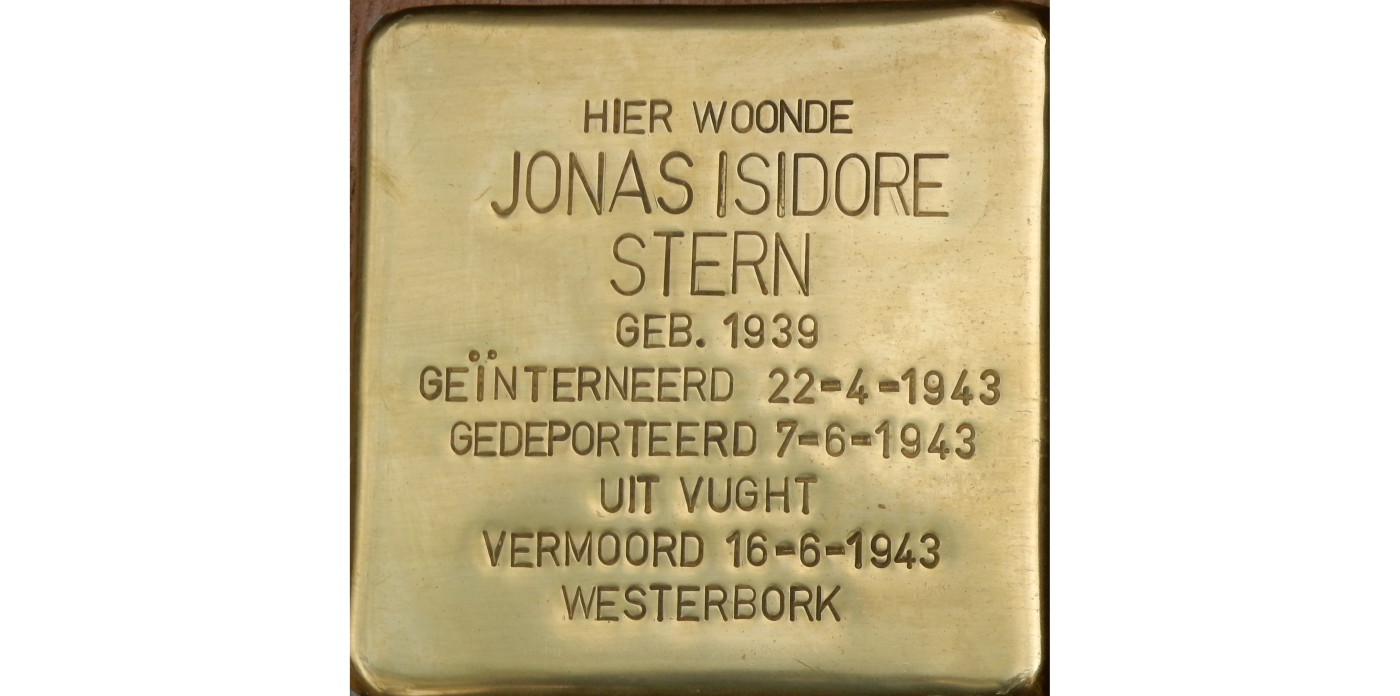 HIER WOONDE
JONAS ISIDORE
STERN
GEB. 1939
GEÏNTERNEERD 22-4-1943
GEDEPORTEERD 7-6-1943
UIT VUGHT
VERMOORD 16-6-1943
WESTERBORK